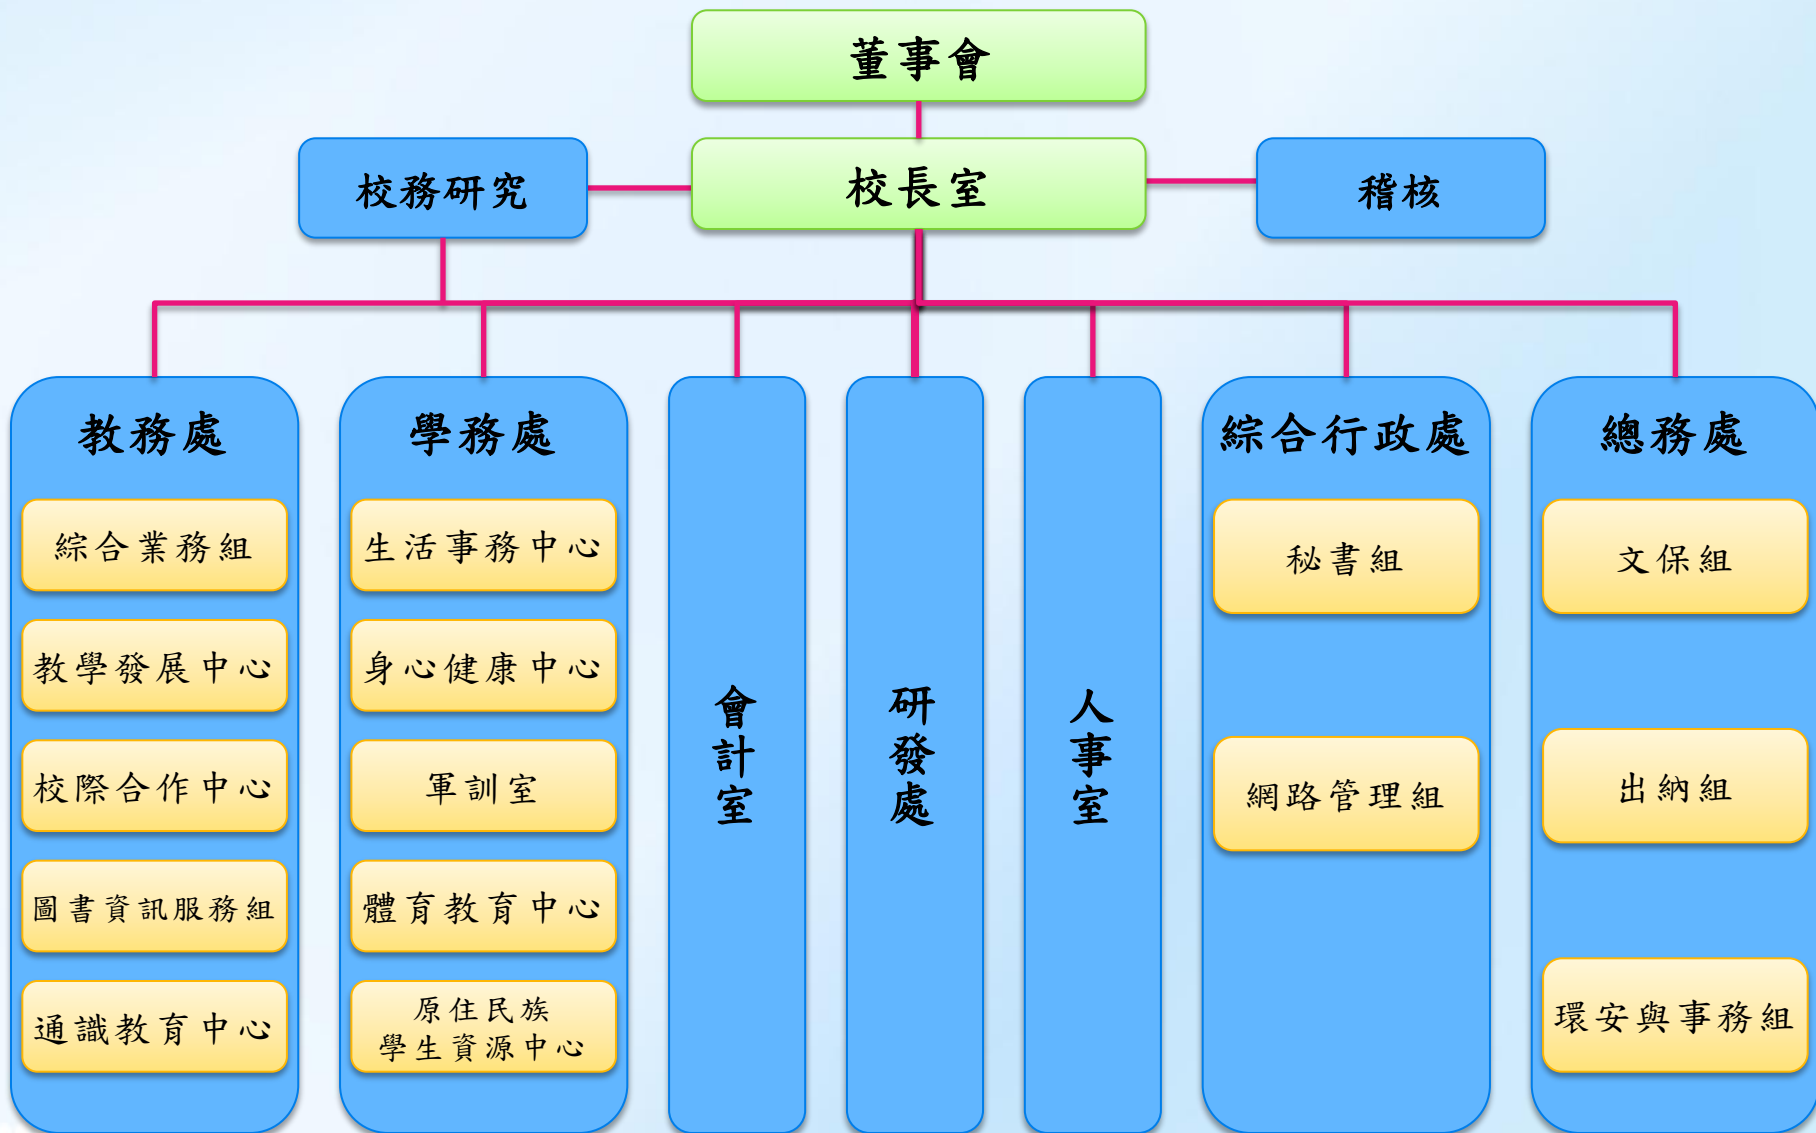 董事會
校務研究
校長室
稽核
教務處
綜合業務組
教學發展中心
校際合作中心
圖書資訊服務組
通識教育中心
學務處
生活事務中心
身心健康中心
軍訓室
體育教育中心
原住民族
學生資源中心
會計室
研發處
人事室
綜合行政處
秘書組
網路管理組
總務處
文保組
出納組
環安與事務組